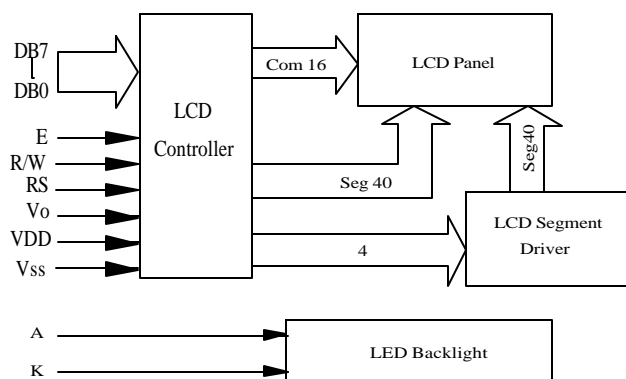 DB7
DB0
E
R/W
RS
Vo
VDD
Vss
LCD
Controller
Com 16
Seg 40
4
LCD Panel
Seg40
LCD Segment
Driver
A
K
LED Backlight